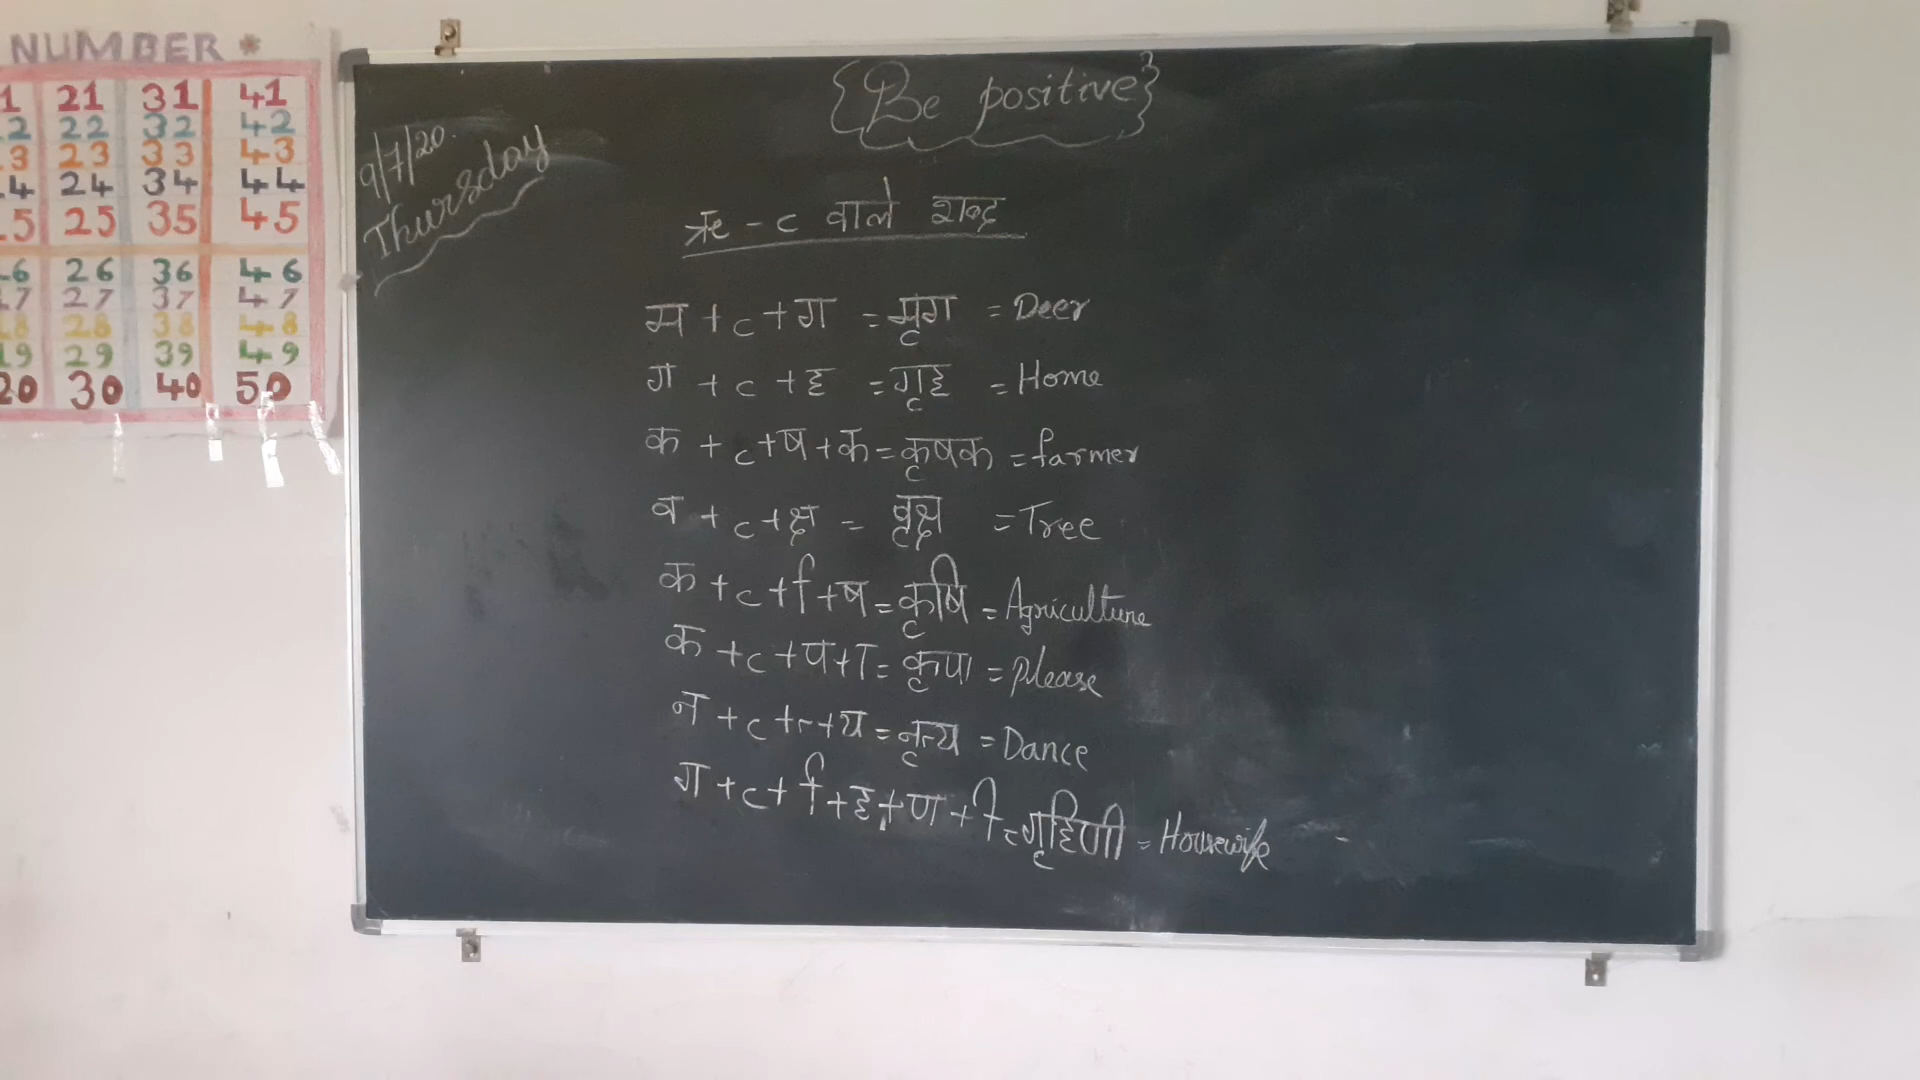 NUMBER *
1 21 31 41
2 22 32 42
3 23 33 43
4 24 34 44
5 25 35 45
6 26 36 46
7 27 37 47
8 28 38 48
19 29 39 49
20 30 40 50
{Be positive}
9/7/20.
Thursday
ऋ - ृ वाले शब्द
म + ृ + ग = मृग = Deer
ग + ृ + ह = गृह = Home
क + ृ + ष + क = कृषक = farmer
व + ृ + क्ष = वृक्ष = Tree
क + ृ + ि + ष = कृषि = Agriculture
क + ृ + प + ा = कृपा = please
न + ृ + त् + य = नृत्य = Dance
ग + ृ + ि + ह + ण + ी = गृहिणी = Housewife